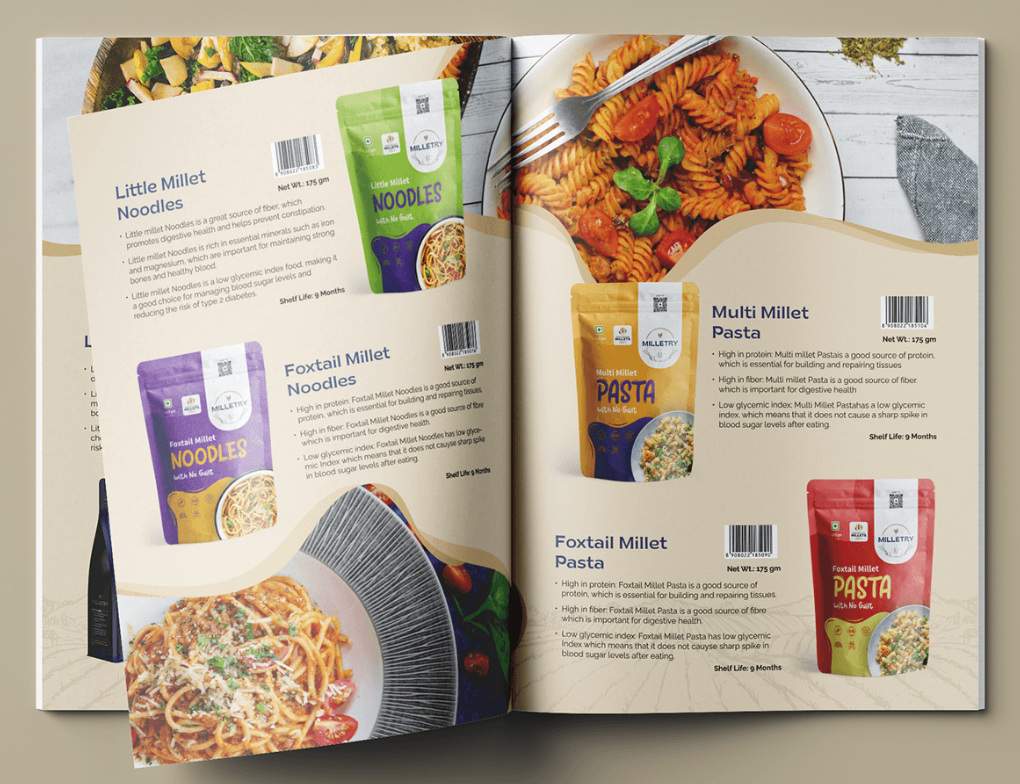 Little Millet
Noodles
8 908022 185083
Net Wt.: 175 gm
• Little millet Noodles is a great source of fiber, which
promotes digestive health and helps prevent constipation.
• Little millet Noodles is rich in essential minerals such as iron
and magnesium, which are important for maintaining strong
bones and healthy blood.
• Little millet Noodles is a low glycemic index food, making it
a good choice for managing blood sugar levels and
reducing the risk of type 2 diabetes.
Shelf Life: 9 Months
MILLETRY
Little Millet
NOODLES
with No Guilt
Foxtail Millet
Noodles
8 908022 185076
Net Wt.: 175 gm
• High in protein: Foxtail Millet Noodles is a good source of
protein, which is essential for building and repairing tissues.
• High in fiber: Foxtail Millet Noodles is a good source of fibre
which is important for digestive health.
• Low glycemic index: Foxtail Millet Noodles has low glyce-
mic Index which means that it does not cauyse sharp spike
in blood sugar levels after eating.
Shelf Life: 9 Months
MILLETRY
Foxtail Millet
NOODLES
with No Guilt
Multi Millet
Pasta
8 908022 185106
Net Wt.: 175 gm
• High in protein: Multi millet Pastais a good source of protein,
which is essential for building and repairing tissues
• High in fiber: Multi millet Pasta is a good source of fiber.
which is important for digestive health
• Low glycemic index: Multi Millet Pastahas a low glycemic
index, which means that it does not cause a sharp spike in
blood sugar levels after eating.
Shelf Life: 9 Months
MILLETRY
Multi Millet
PASTA
with No Guilt
Foxtail Millet
Pasta
8 908022 185090
Net Wt.: 175 gm
• High in protein: Foxtail Millet Pasta is a good source of
protein, which is essential for building and repairing tissues.
• High in fiber: Foxtail Millet Pasta is a good source of fibre
which is important for digestive health.
• Low glycemic index: Foxtail Millet Pasta has low glycemic
Index which means that it does not cauyse sharp spike in
blood sugar levels after eating.
Shelf Life: 9 Months
MILLETRY
Foxtail Millet
PASTA
with No Guilt